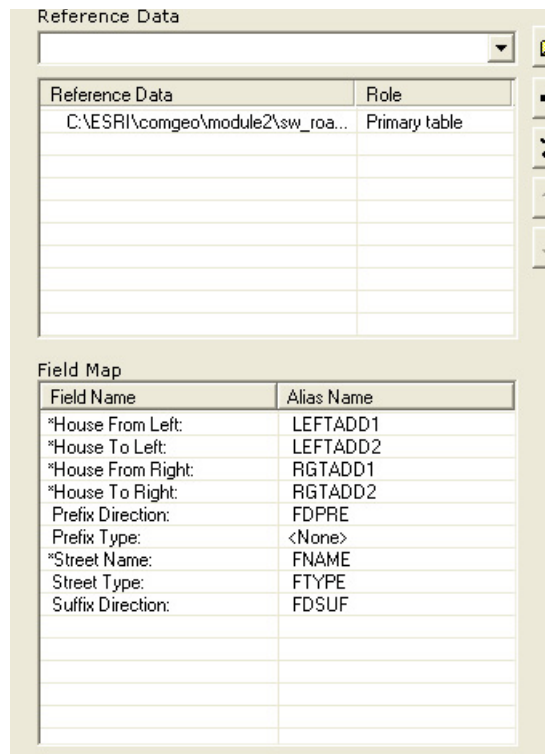 Reference Data
Reference Data Role
C:\ESRI\comgeo\module2\sw_roa... Primary table
Field Map
Field Name Alias Name
*House From Left: LEFTADD1
*House To Left: LEFTADD2
*House From Right: RGTADD1
*House To Right: RGTADD2
Prefix Direction: FDPRE
Prefix Type: <None>
*Street Name: FNAME
Street Type: FTYPE
Suffix Direction: FDSUF